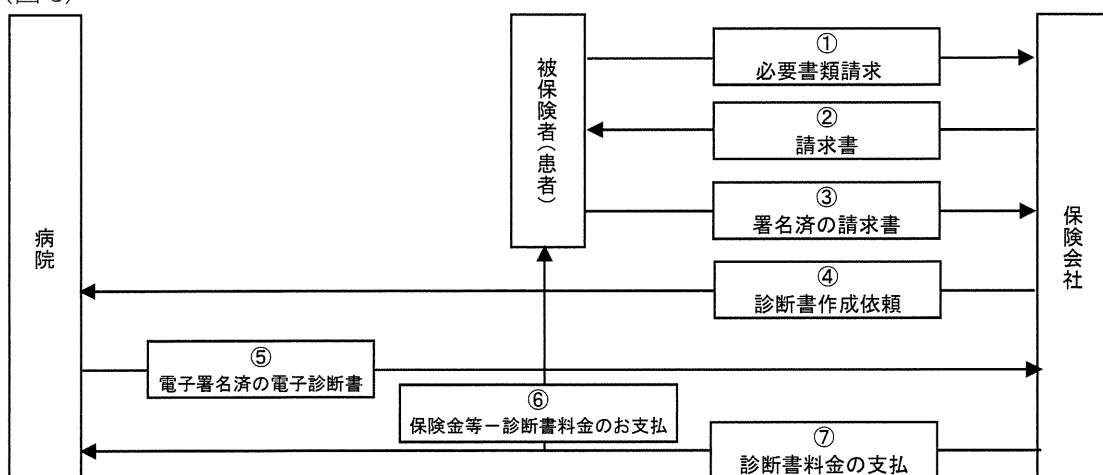 病院
被保険者(患者)
保険会社
①
必要書類請求
②
請求書
③
署名済の請求書
④
診断書作成依頼
⑤
電子署名済の電子診断書
⑥
保険金等－診断書料金のお支払
⑦
診断書料金の支払